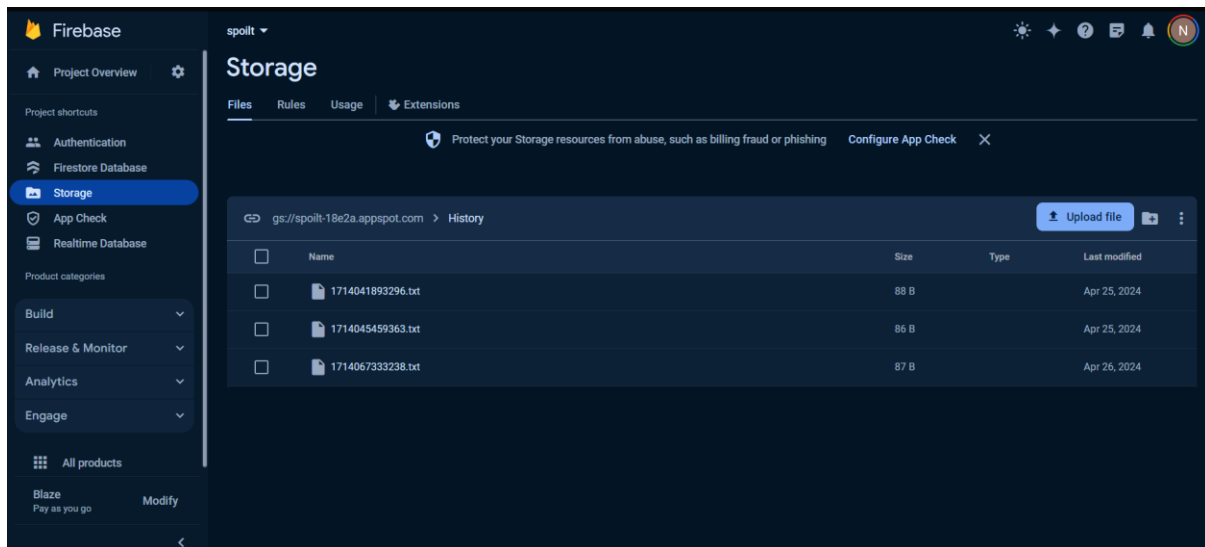 Firebase
Project Overview
Project shortcuts
Authentication
Firestore Database
Storage
App Check
Realtime Database
Product categories
Build
Release & Monitor
Analytics
Engage
All products
Blaze
Pay as you go
Modify
spoilt
N
Storage
Files Rules Usage Extensions
Protect your Storage resources from abuse, such as billing fraud or phishing Configure App Check
gs://spoilt-18e2a.appspot.com > History Upload file
Name Size Type Last modified
1714041893296.txt 88 B Apr 25, 2024
1714045459363.txt 86 B Apr 25, 2024
1714067333238.txt 87 B Apr 26, 2024